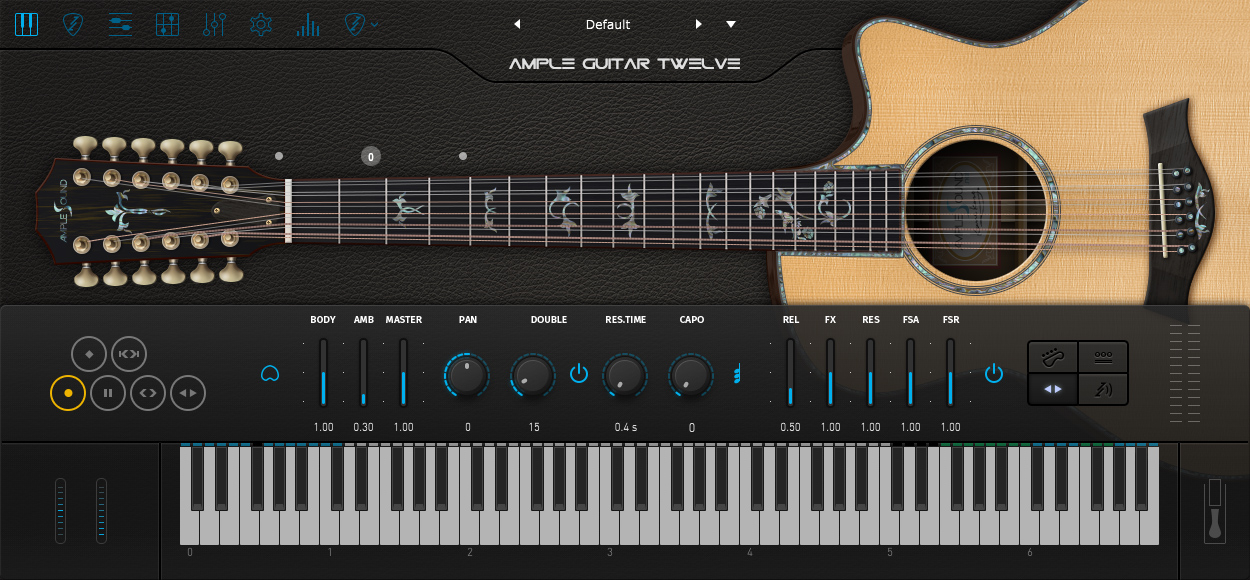 Default
AMPLE GUITAR TWELVE
0
AMPLE SOUND
BODY AMB MASTER PAN DOUBLE RES.TIME CAPO REL FX RES FSA FSR
1.00 0.30 1.00 0 15 0.4 s 0 0.50 1.00 1.00 1.00 1.00
0 1 2 3 4 5 6